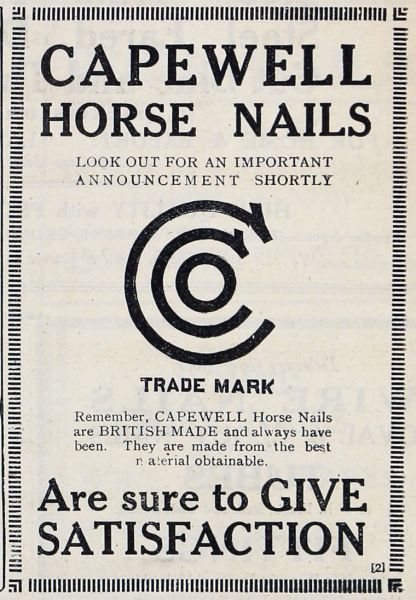 CAPEWELL
HORSE NAILS
LOOK OUT FOR AN IMPORTANT
ANNOUNCEMENT SHORTLY
TRADE MARK
Remember, CAPEWELL Horse Nails
are BRITISH MADE and always have
been. They are made from the best
material obtainable.
Are sure to GIVE
SATISFACTION
[2]